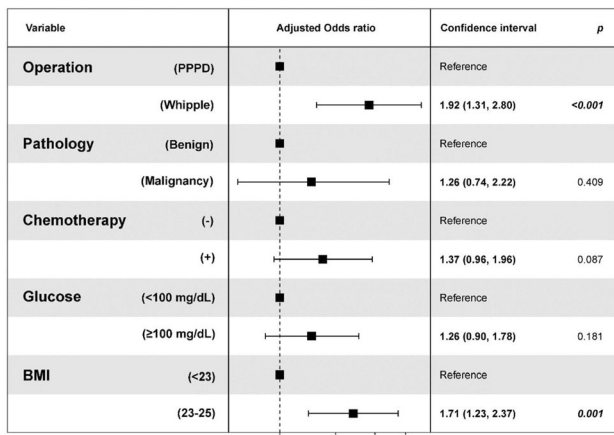 Variable Adjusted Odds ratio Confidence interval p
Operation (PPPD) Reference
(Whipple) 1.92 (1.31, 2.80) <0.001
Pathology (Benign) Reference
(Malignancy) 1.26 (0.74, 2.22) 0.409
Chemotherapy (-) Reference
(+) 1.37 (0.96, 1.96) 0.087
Glucose (<100 mg/dL) Reference
(≥100 mg/dL) 1.26 (0.90, 1.78) 0.181
BMI (<23) Reference
(23-25) 1.71 (1.23, 2.37) 0.001